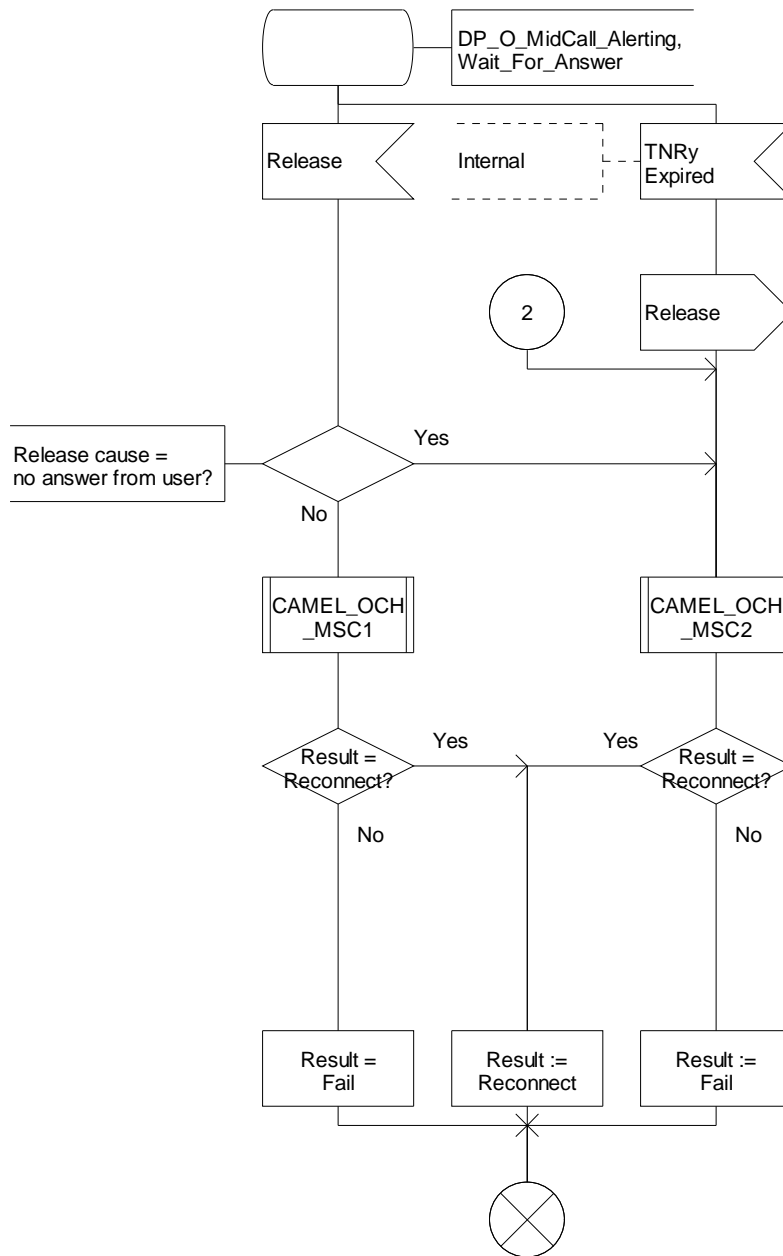 DP_O_MidCall_Alerting,
Wait_For_Answer
Release
Internal
TNRy
Expired
2
Release
Release cause =
no answer from user?
Yes
No
CAMEL_OCH
_MSC1
CAMEL_OCH
_MSC2
Result =
Reconnect?
Yes
Yes
Result =
Reconnect?
No
No
Result =
Fail
Result :=
Reconnect
Result :=
Fail